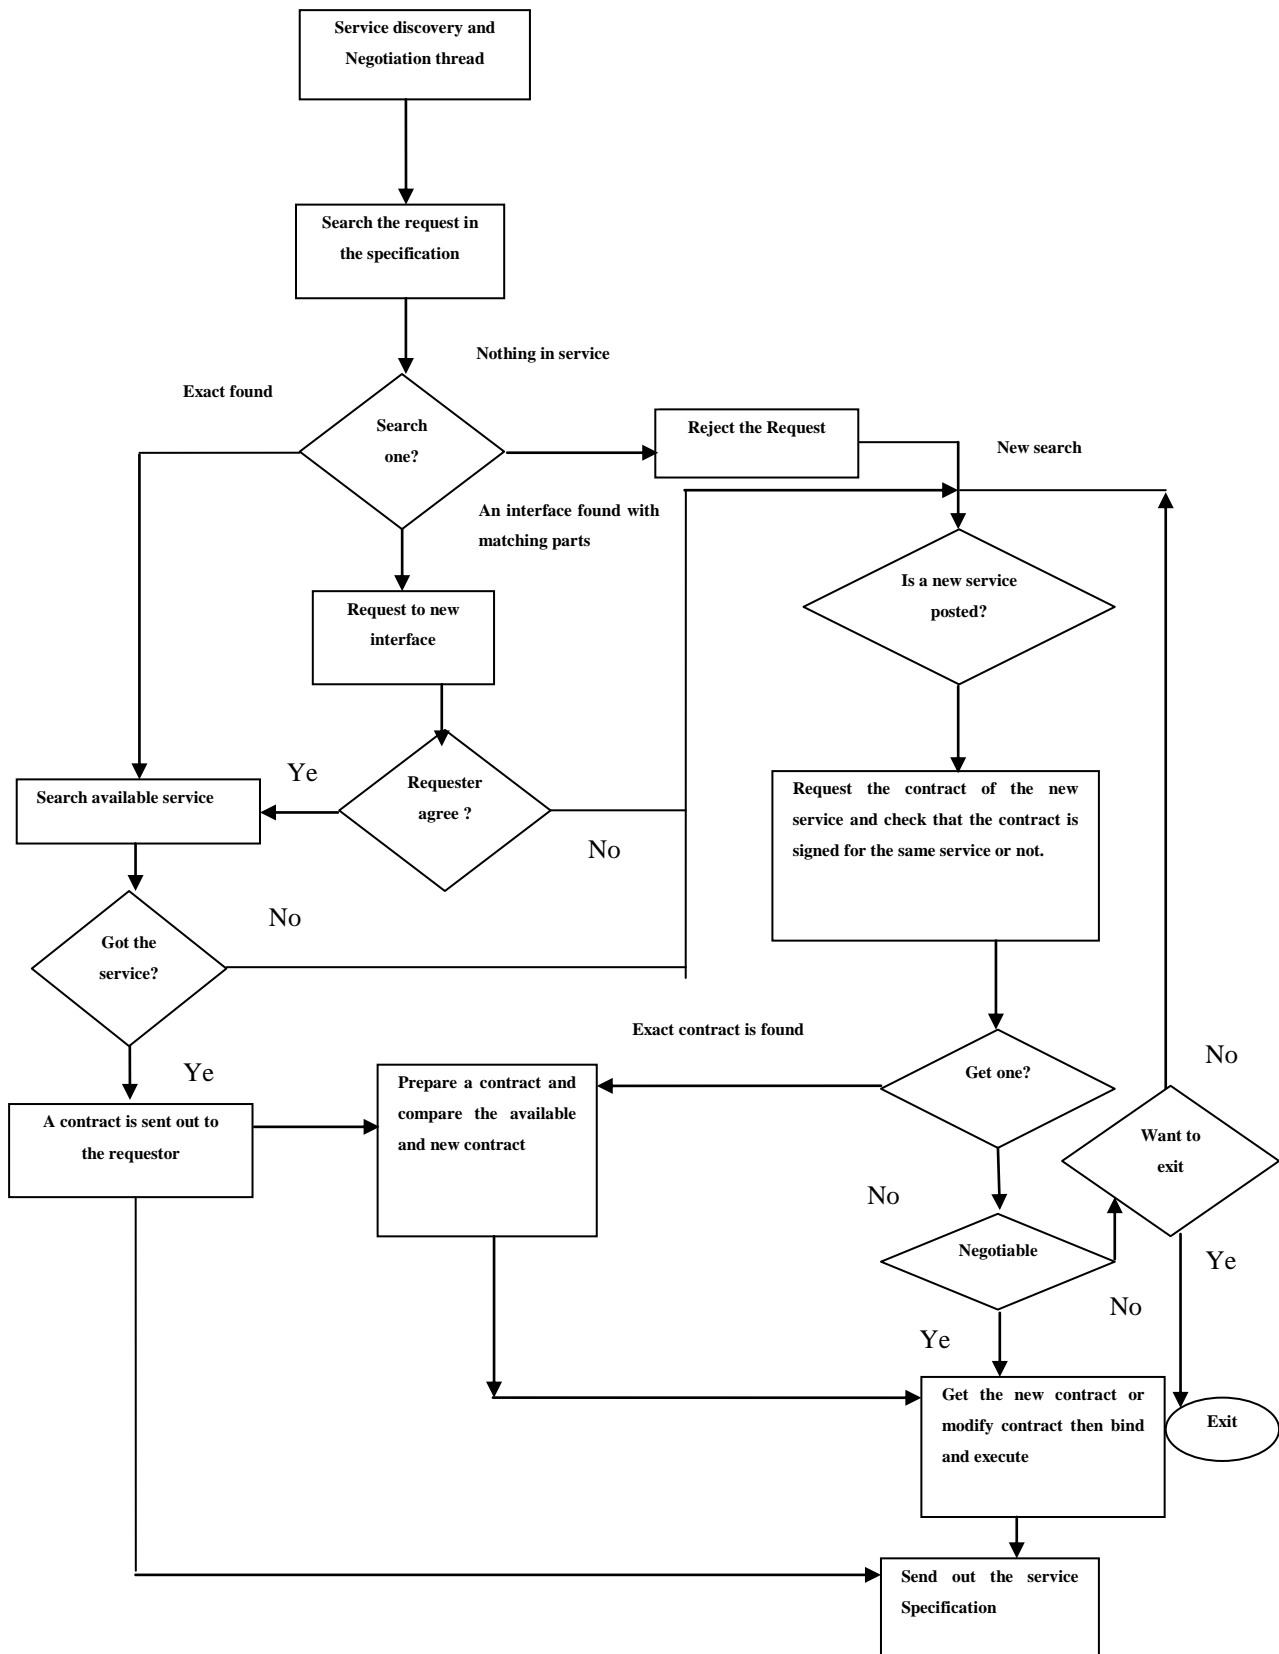 Service discovery and
Negotiation thread
Search the request in
the specification
Nothing in service
Exact found
Search
one?
Reject the Request
New search
An interface found with
matching parts
Is a new service
posted?
Request to new
interface
Requester
agree ?
Ye
No
Search available service
Request the contract of the new
service and check that the contract is
signed for the same service or not.
Got the
service?
No
Ye
Exact contract is found
Get one?
No
Prepare a contract and
compare the available
and new contract
A contract is sent out to
the requestor
Want to
exit
No
Negotiable
Ye
No
Ye
Get the new contract or
modify contract then bind
and execute
Exit
Send out the service
Specification